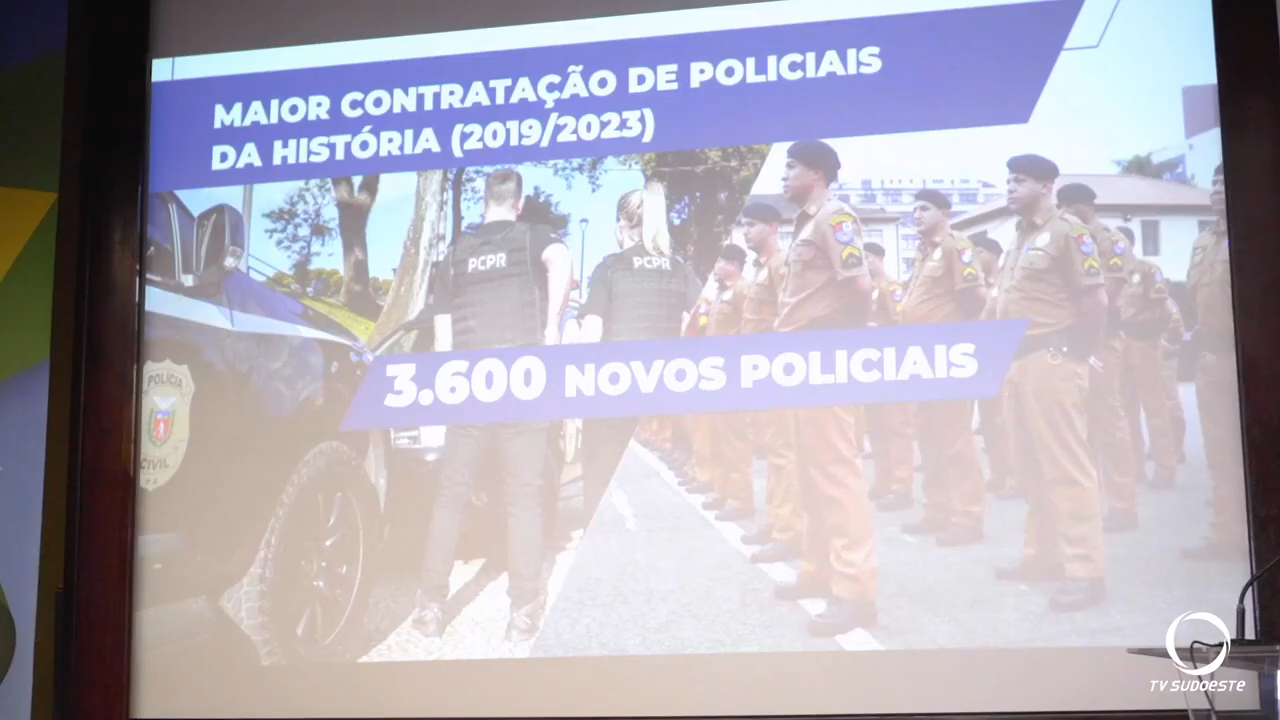 MAIOR CONTRATAÇÃO DE POLICIAIS
DA HISTÓRIA (2019/2023)
PCPR
PCPR
3.600 NOVOS POLICIAIS
POLÍCIA
CIVIL
TV SUDOESTE